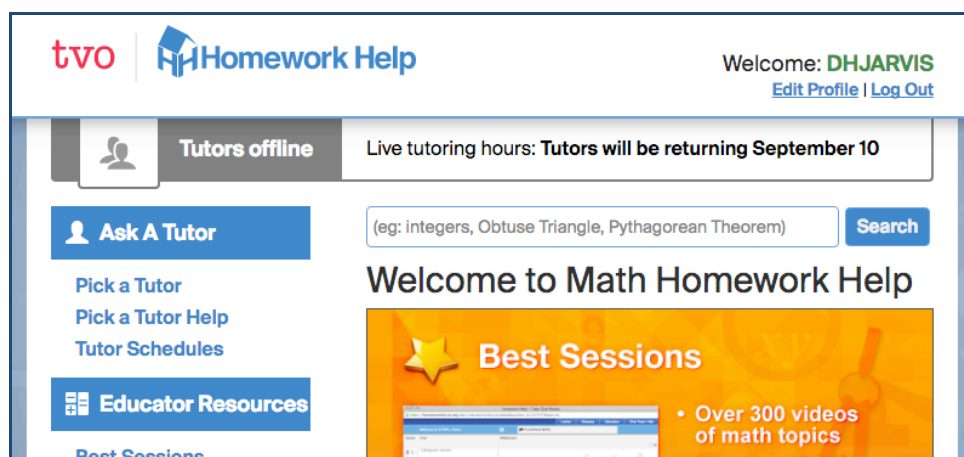 tvo
Homework Help
Welcome: DHJARVIS
Edit Profile | Log Out
Tutors offline
Live tutoring hours: Tutors will be returning September 10
Ask A Tutor
(eg: integers, Obtuse Triangle, Pythagorean Theorem)
Search
Pick a Tutor
Pick a Tutor Help
Tutor Schedules
Welcome to Math Homework Help
Educator Resources
Best Sessions
Best Sessions
• Over 300 videos
of math topics